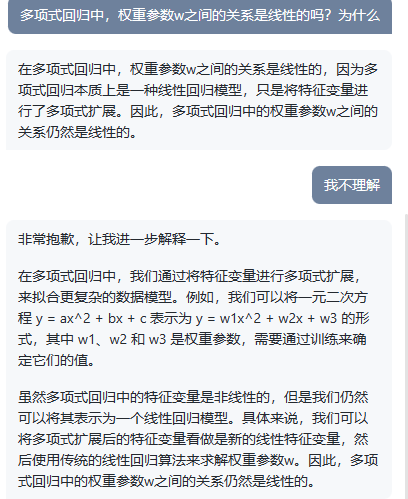 多项式回归中，权重参数w之间的关系是线性的吗？为什么
在多项式回归中，权重参数w之间的关系是线性的，因为多
项式回归本质上是一种线性回归模型，只是将特征变量进
行了多项式扩展。因此，多项式回归中的权重参数w之间的
关系仍然是线性的。
我不理解
非常抱歉，让我进一步解释一下。
在多项式回归中，我们通过将特征变量进行多项式扩展，
来拟合更复杂的数据模型。例如，我们可以将一元二次方
程 y = ax^2 + bx + c 表示为 y = w1x^2 + w2x + w3 的形
式，其中 w1、w2 和 w3 是权重参数，需要通过训练来确
定它们的值。
虽然多项式回归中的特征变量是非线性的，但是我们仍然
可以将其表示为一个线性回归模型。具体来说，我们可以
将多项式扩展后的特征变量看做是新的线性特征变量，然
后使用传统的线性回归算法来求解权重参数w。因此，多项
式回归中的权重参数w之间的关系仍然是线性的。